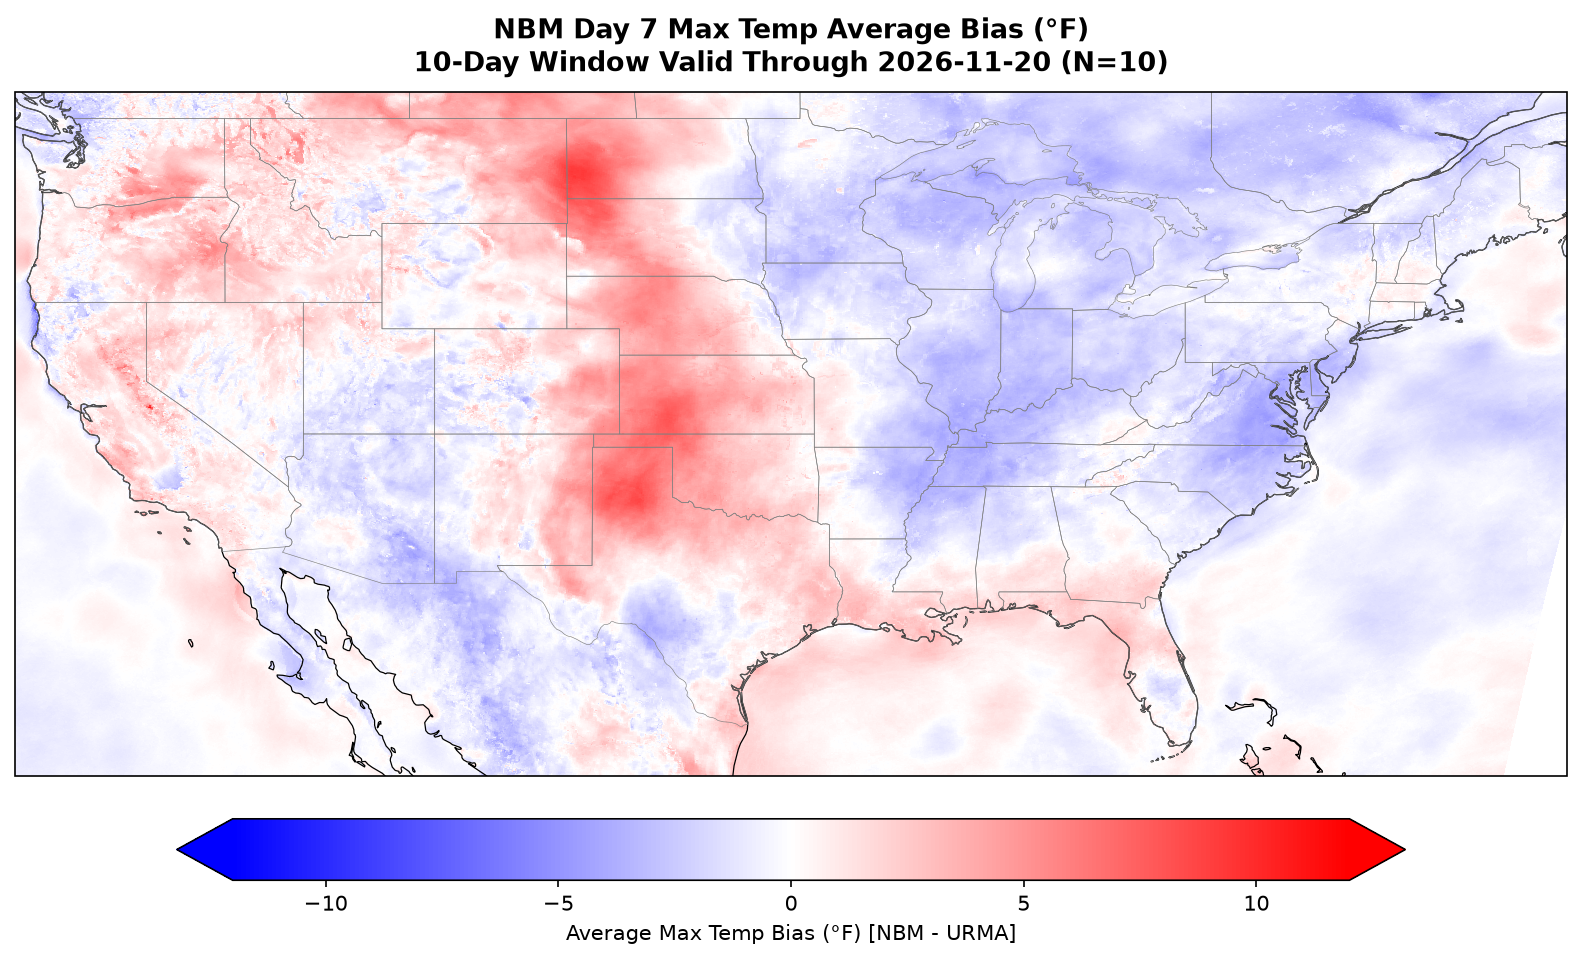 NBM Day 7 Max Temp Average Bias (°F)
10-Day Window Valid Through 2026-11-20 (N=10)
−10 −5 0 5 10
Average Max Temp Bias (°F) [NBM - URMA]